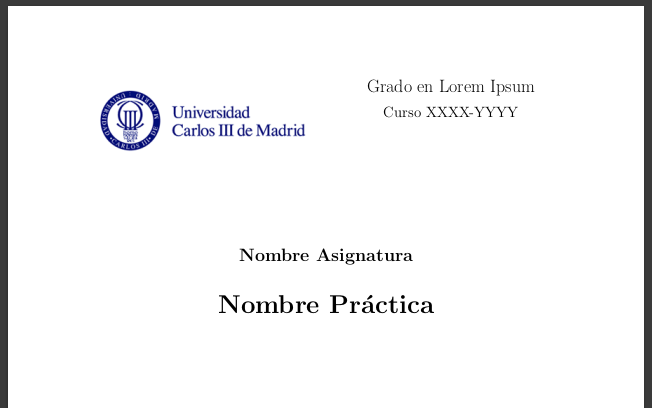 Universidad
Carlos III de Madrid
Grado en Lorem Ipsum
Curso XXXX-YYYY
Nombre Asignatura
Nombre Práctica